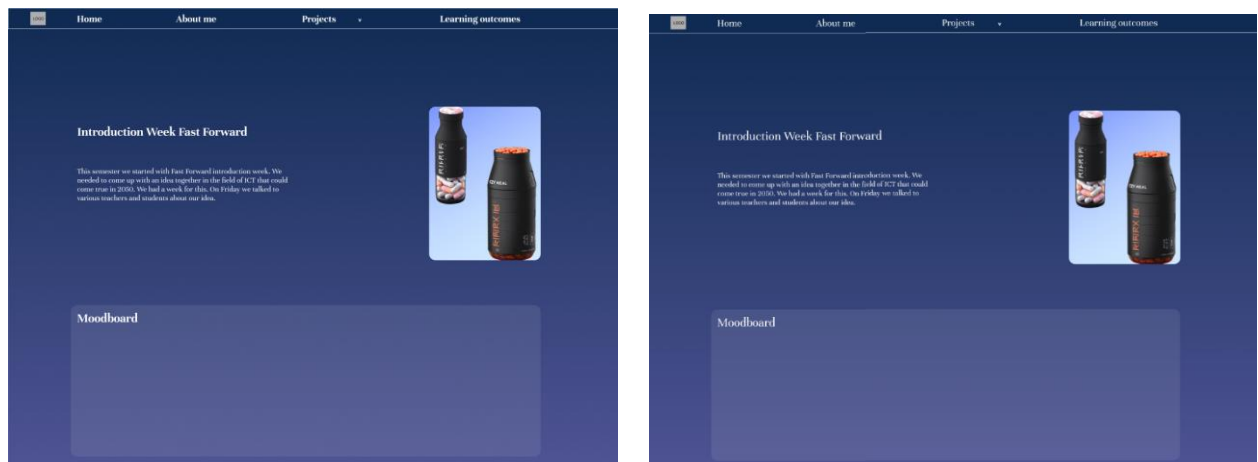 LOGO Home About me Projects Learning outcomes
Introduction Week Fast Forward
This semester we started with Fast Forward introduction week. We
needed to come up with an idea together in the field of ICT that could
come true in 2050. We had a week for this. On Friday we talked to
various teachers and students about our idea.
Moodboard
LOGO Home About me Projects Learning outcomes
Introduction Week Fast Forward
This semester we started with Fast Forward introduction week. We
needed to come up with an idea together in the field of ICT that could
come true in 2050. We had a week for this. On Friday we talked to
various teachers and students about our idea.
Moodboard